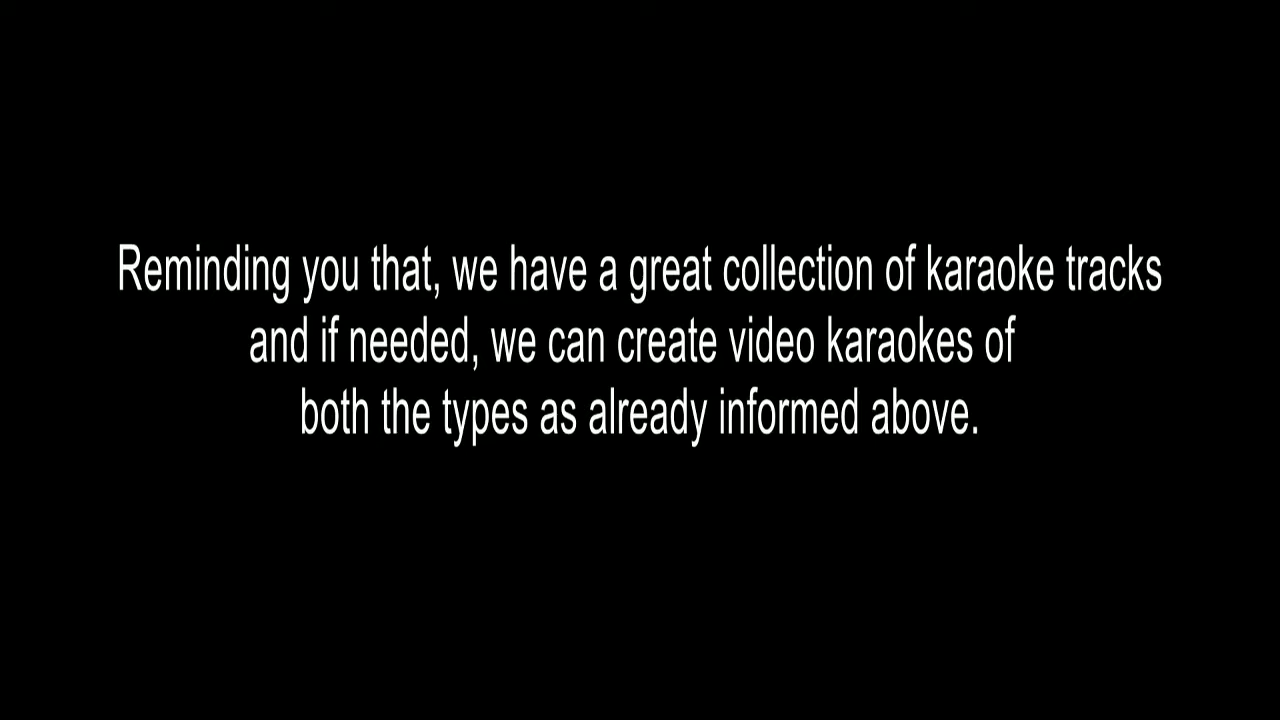 Reminding you that, we have a great collection of karaoke tracks
and if needed, we can create video karaokes of
both the types as already informed above.